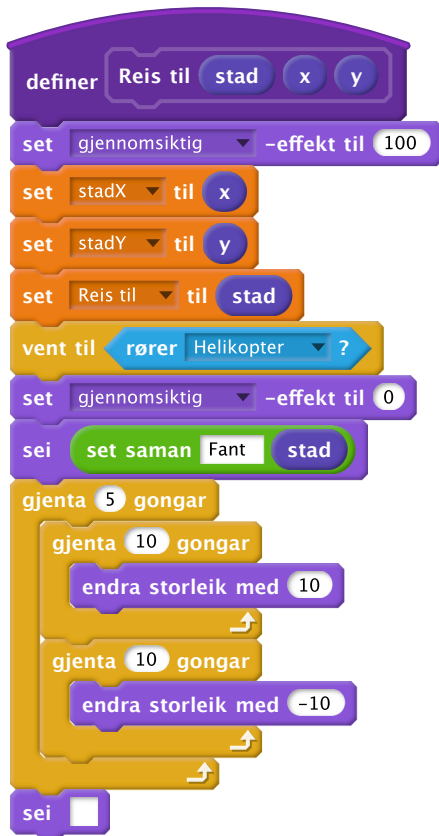 definer Reis til stad x y
set gjennomsiktig -effekt til 100
set stadX til x
set stadY til y
set Reis til til stad
vent til rører Helikopter ?
set gjennomsiktig -effekt til 0
sei set saman Fant stad
gjenta 5 gongar
gjenta 10 gongar
endra storleik med 10
gjenta 10 gongar
endra storleik med -10
sei